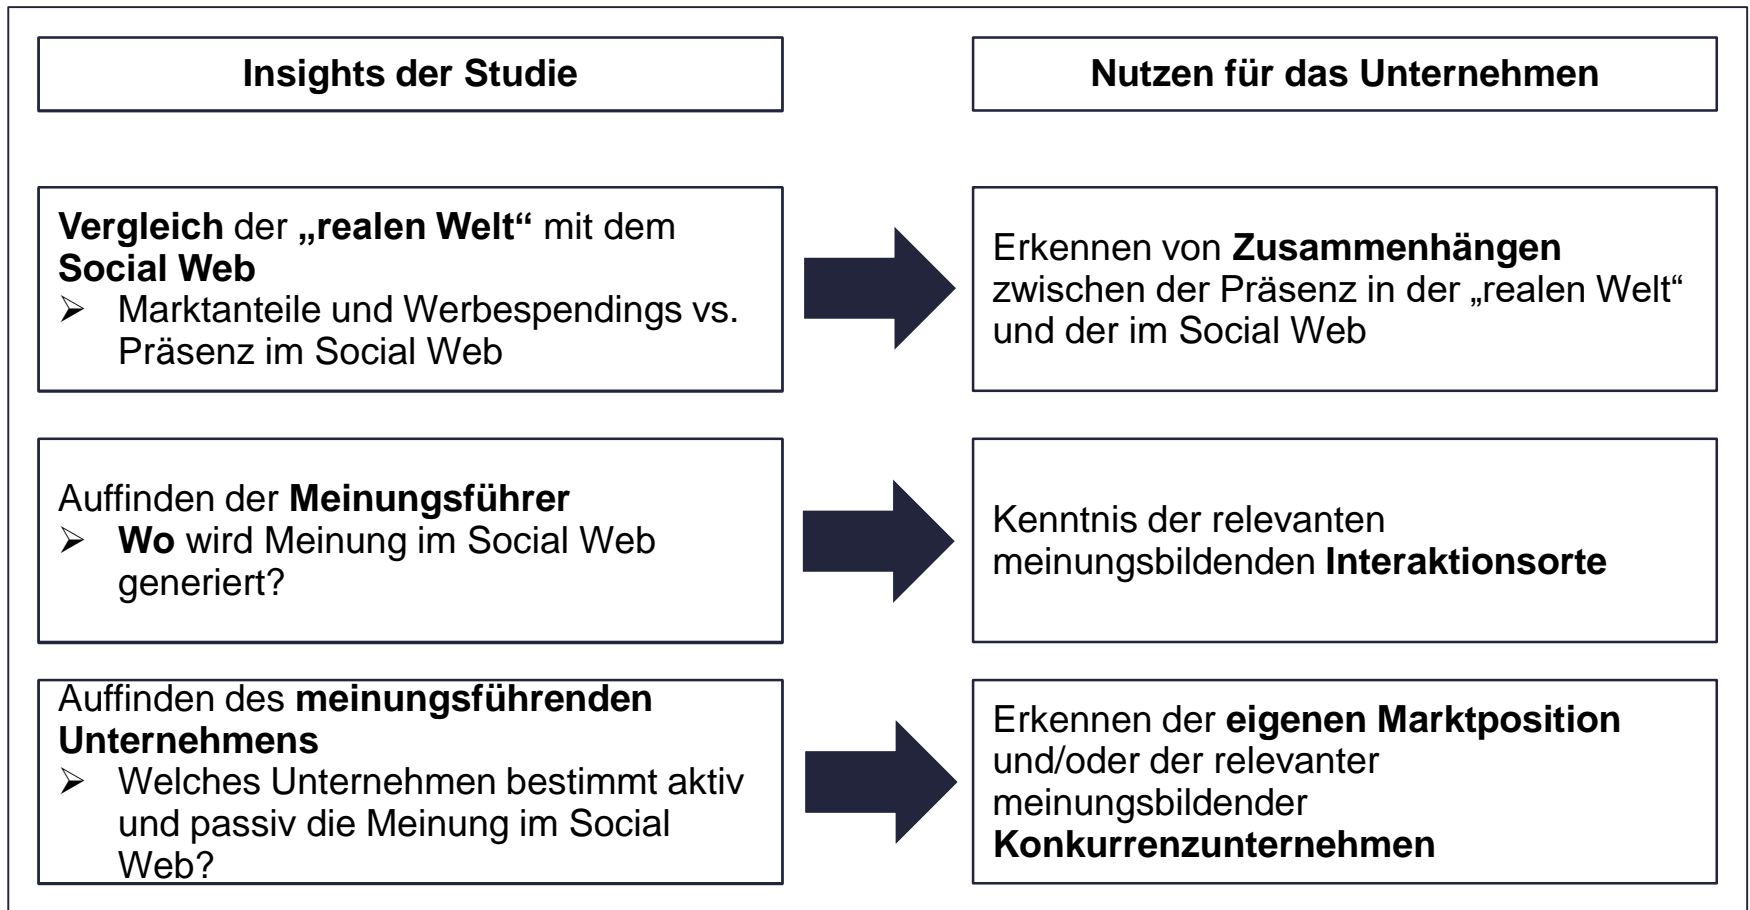 Insights der Studie
Nutzen für das Unternehmen
Vergleich der „realen Welt“ mit dem
Social Web
➢ Marktanteile und Werbespendings vs.
Präsenz im Social Web
Erkennen von Zusammenhängen
zwischen der Präsenz in der „realen Welt“
und der im Social Web
Auffinden der Meinungsführer
➢ Wo wird Meinung im Social Web
generiert?
Kenntnis der relevanten
meinungsbildenden Interaktionsorte
Auffinden des meinungsführenden
Unternehmens
➢ Welches Unternehmen bestimmt aktiv
und passiv die Meinung im Social
Web?
Erkennen der eigenen Marktposition
und/oder der relevanter
meinungsbildender
Konkurrenzunternehmen